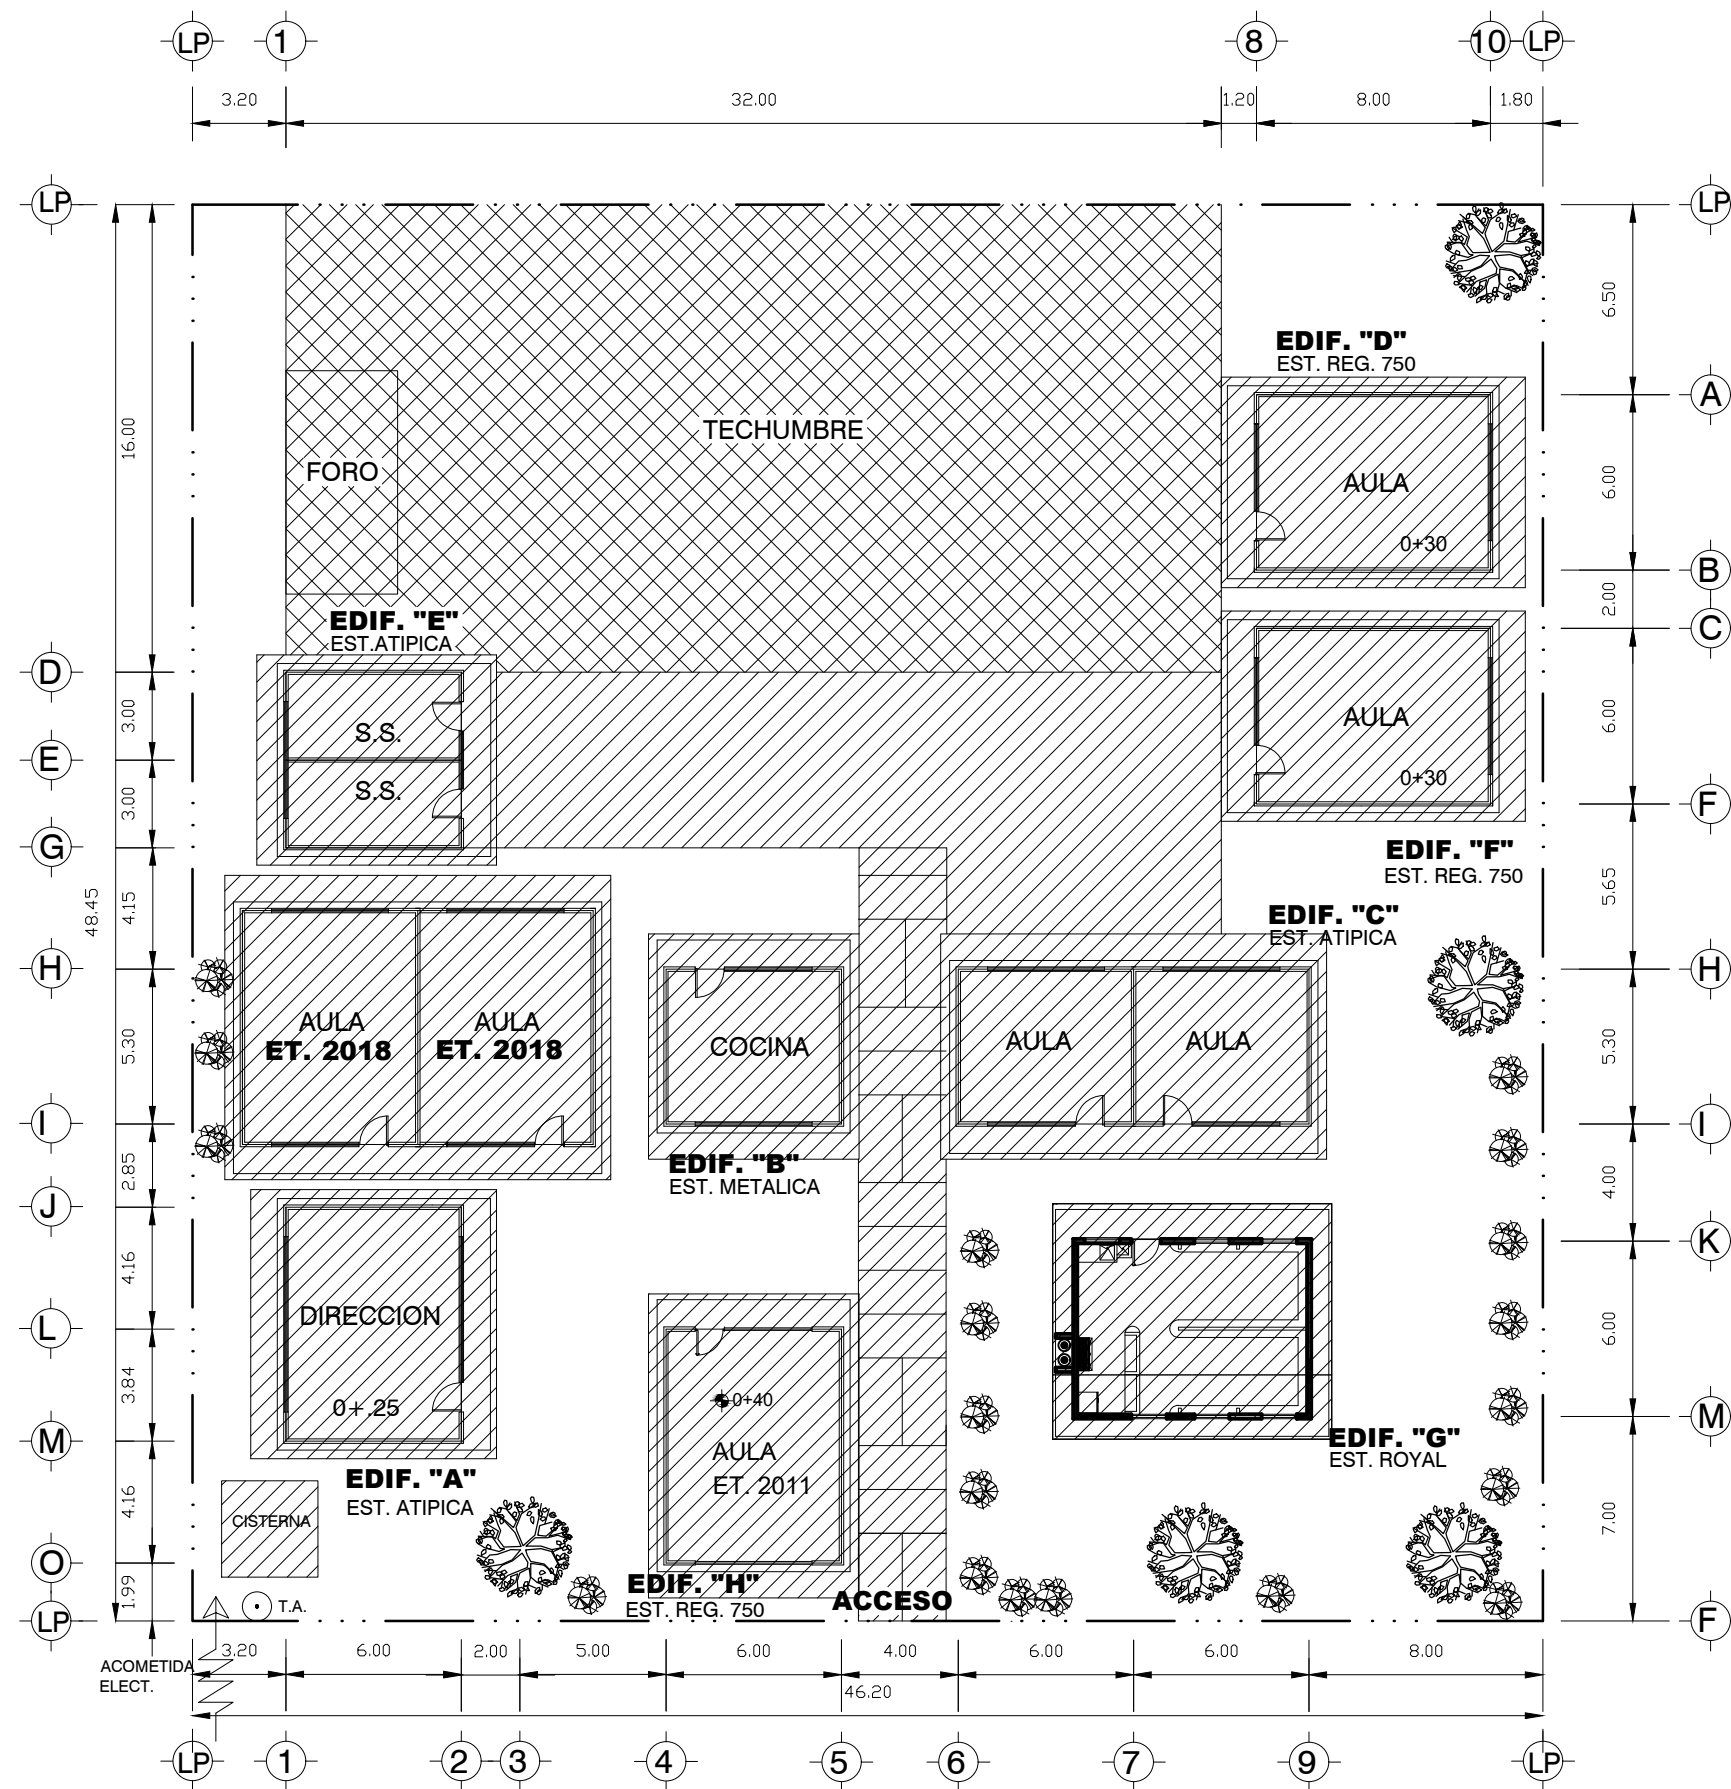 LP
1
8
10
LP
3.20
32.00
1.20
8.00
1.80
LP
LP
16.00
6.50
EDIF. "D"
EST. REG. 750
A
TECHUMBRE
FORO
AULA
6.00
0+30
B
2.00
EDIF. "E"
EST.ATIPICA
C
D
3.00
S.S.
AULA
6.00
E
S.S.
0+30
3.00
F
G
EDIF. "F"
EST. REG. 750
48.45
4.15
5.65
EDIF. "C"
EST. ATIPICA
H
H
AULA
ET. 2018
AULA
ET. 2018
COCINA
AULA
AULA
5.30
5.30
I
I
EDIF. "B"
EST. METALICA
2.85
4.00
J
K
4.16
DIRECCION
L
6.00
3.84
0+.25
0+40
M
M
AULA
ET. 2011
EDIF. "G"
EST. ROYAL
EDIF. "A"
EST. ATIPICA
4.16
CISTERNA
7.00
O
1.99
EDIF. "H"
EST. REG. 750
ACCESO
T.A.
LP
F
ACOMETIDA
ELECT.
3.20
6.00
2.00
5.00
6.00
4.00
6.00
6.00
8.00
46.20
LP
1
2
3
4
5
6
7
9
LP